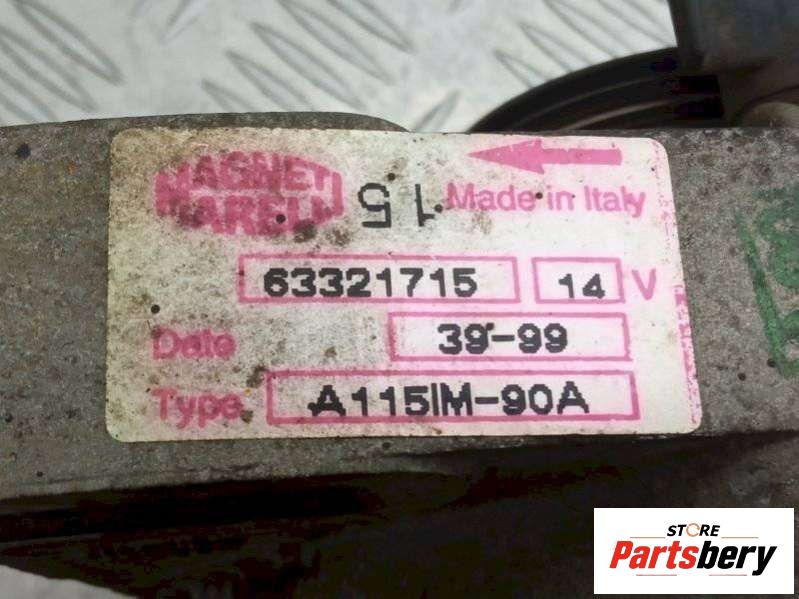 MAGNETI
MARELLI
15
Made in Italy
63321715 14 V
Date 39-99
Type A115IM-90A
STORE
Partsbery